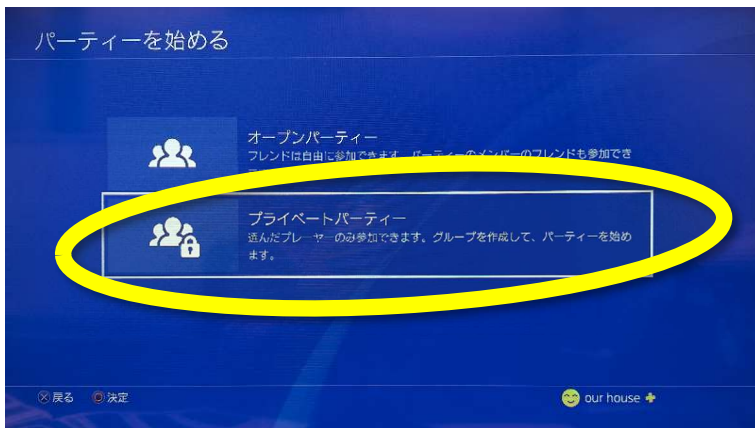 パーティーを始める
オープンパーティー
フレンドは自由に参加できます。パーティーのメンバーのフレンドも参加でき
プライベートパーティー
選んだプレーヤーのみ参加できます。グループを作成して、パーティーを始め
ます。
戻る 決定
our house